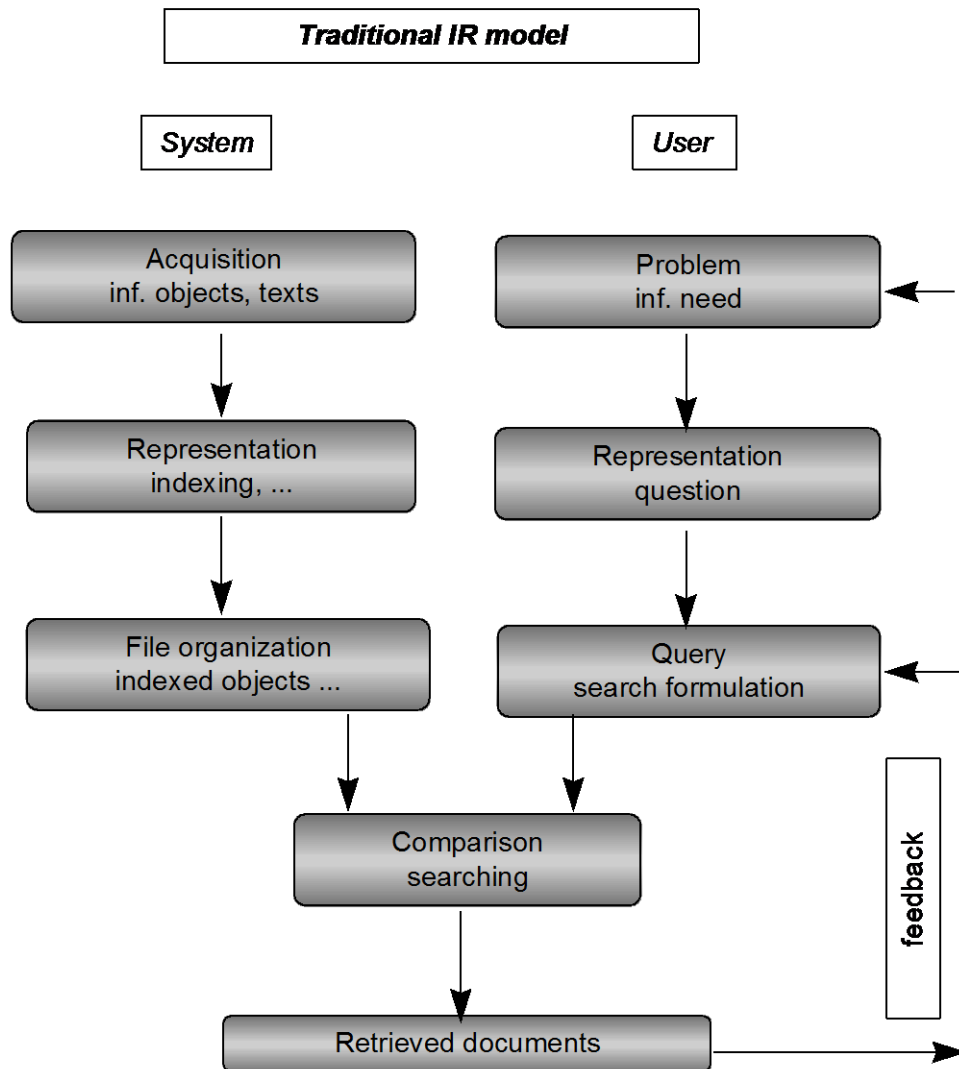 Traditional IR model
System
User
Acquisition
inf. objects, texts
Problem
inf. need
Representation
indexing, ...
Representation
question
File organization
indexed objects ...
Query
search formulation
Comparison
searching
feedback
Retrieved documents